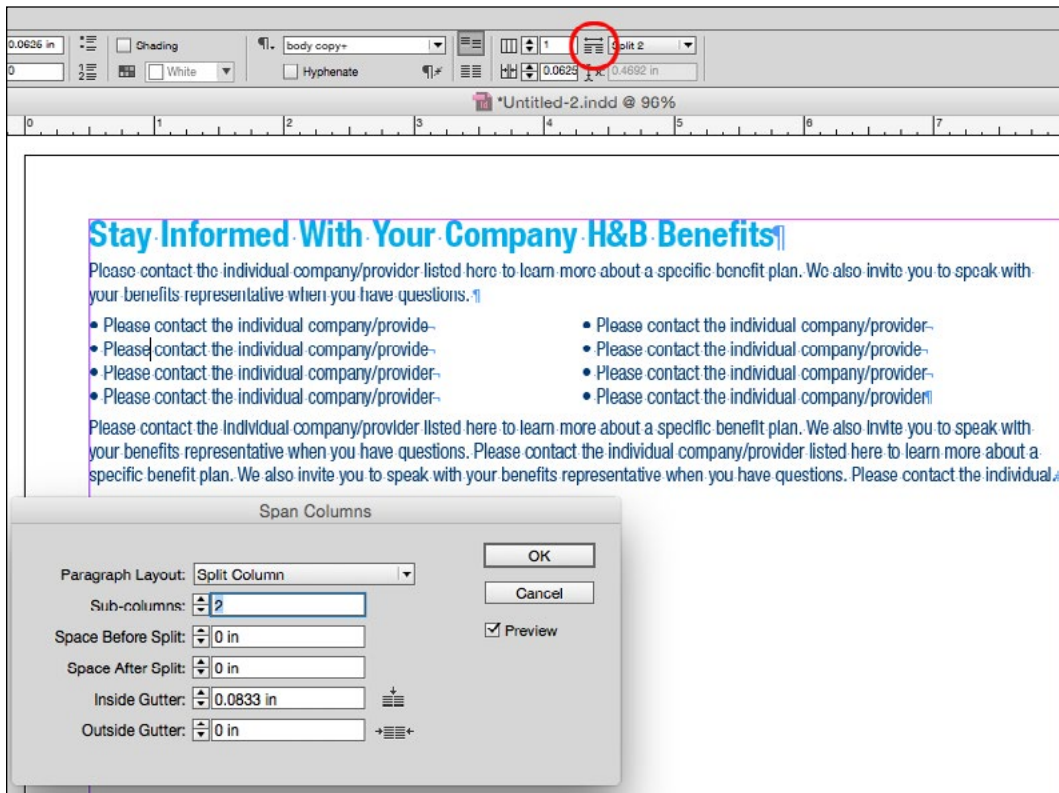 0.0625 in Shading body copy+ 1 Split 2
0 White Hyphenate 0.0625 X: 0.4692 in
*Untitled-2.indd @ 96%
0 1 2 3 4 5 6 7
Stay Informed With Your Company H&B Benefits¶
Please contact the individual company/provider listed here to learn more about a specific benefit plan. We also invite you to speak with
your benefits representative when you have questions. ¶
• Please contact the individual company/provide¬
• Please contact the individual company/provide¬
• Please contact the individual company/provider¬
• Please contact the individual company/provider¬
• Please contact the individual company/provider¬
• Please contact the individual company/provide¬
• Please contact the individual company/provider¬
• Please contact the individual company/provider¶
Please contact the individual company/provider listed here to learn more about a specific benefit plan. We also invite you to speak with
your benefits representative when you have questions. Please contact the individual company/provider listed here to learn more about a
specific benefit plan. We also invite you to speak with your benefits representative when you have questions. Please contact the individual.
Span Columns
Paragraph Layout: Split Column
Sub-columns: 2
Space Before Split: 0 in
Space After Split: 0 in
Inside Gutter: 0.0833 in
Outside Gutter: 0 in
OK
Cancel
Preview